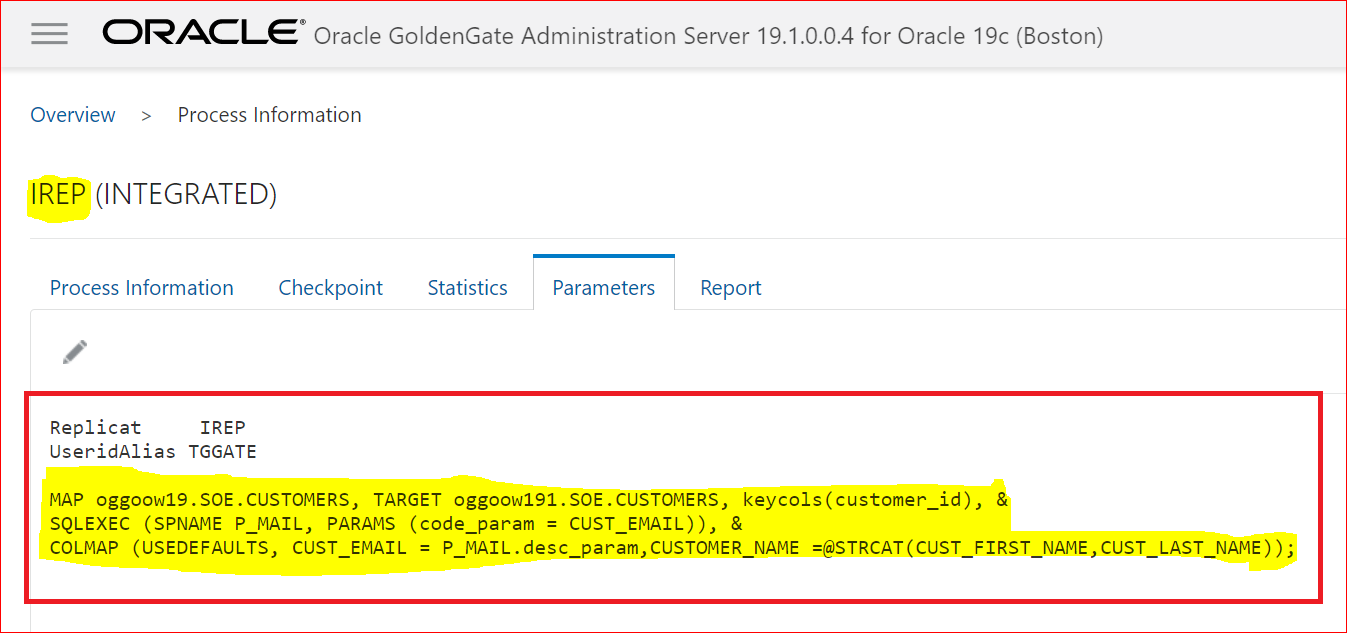 ORACLE® Oracle GoldenGate Administration Server 19.1.0.0.4 for Oracle 19c (Boston)
Overview > Process Information
IREP (INTEGRATED)
Process Information Checkpoint Statistics Parameters Report
Replicat IREP
UseridAlias TGGATE
MAP oggoow19.SOE.CUSTOMERS, TARGET oggoow191.SOE.CUSTOMERS, keycols(customer_id), &
SQLEXEC (SPNAME P_MAIL, PARAMS (code_param = CUST_EMAIL)), &
COLMAP (USEDEFAULTS, CUST_EMAIL = P_MAIL.desc_param,CUSTOMER_NAME =@STRCAT(CUST_FIRST_NAME,CUST_LAST_NAME));